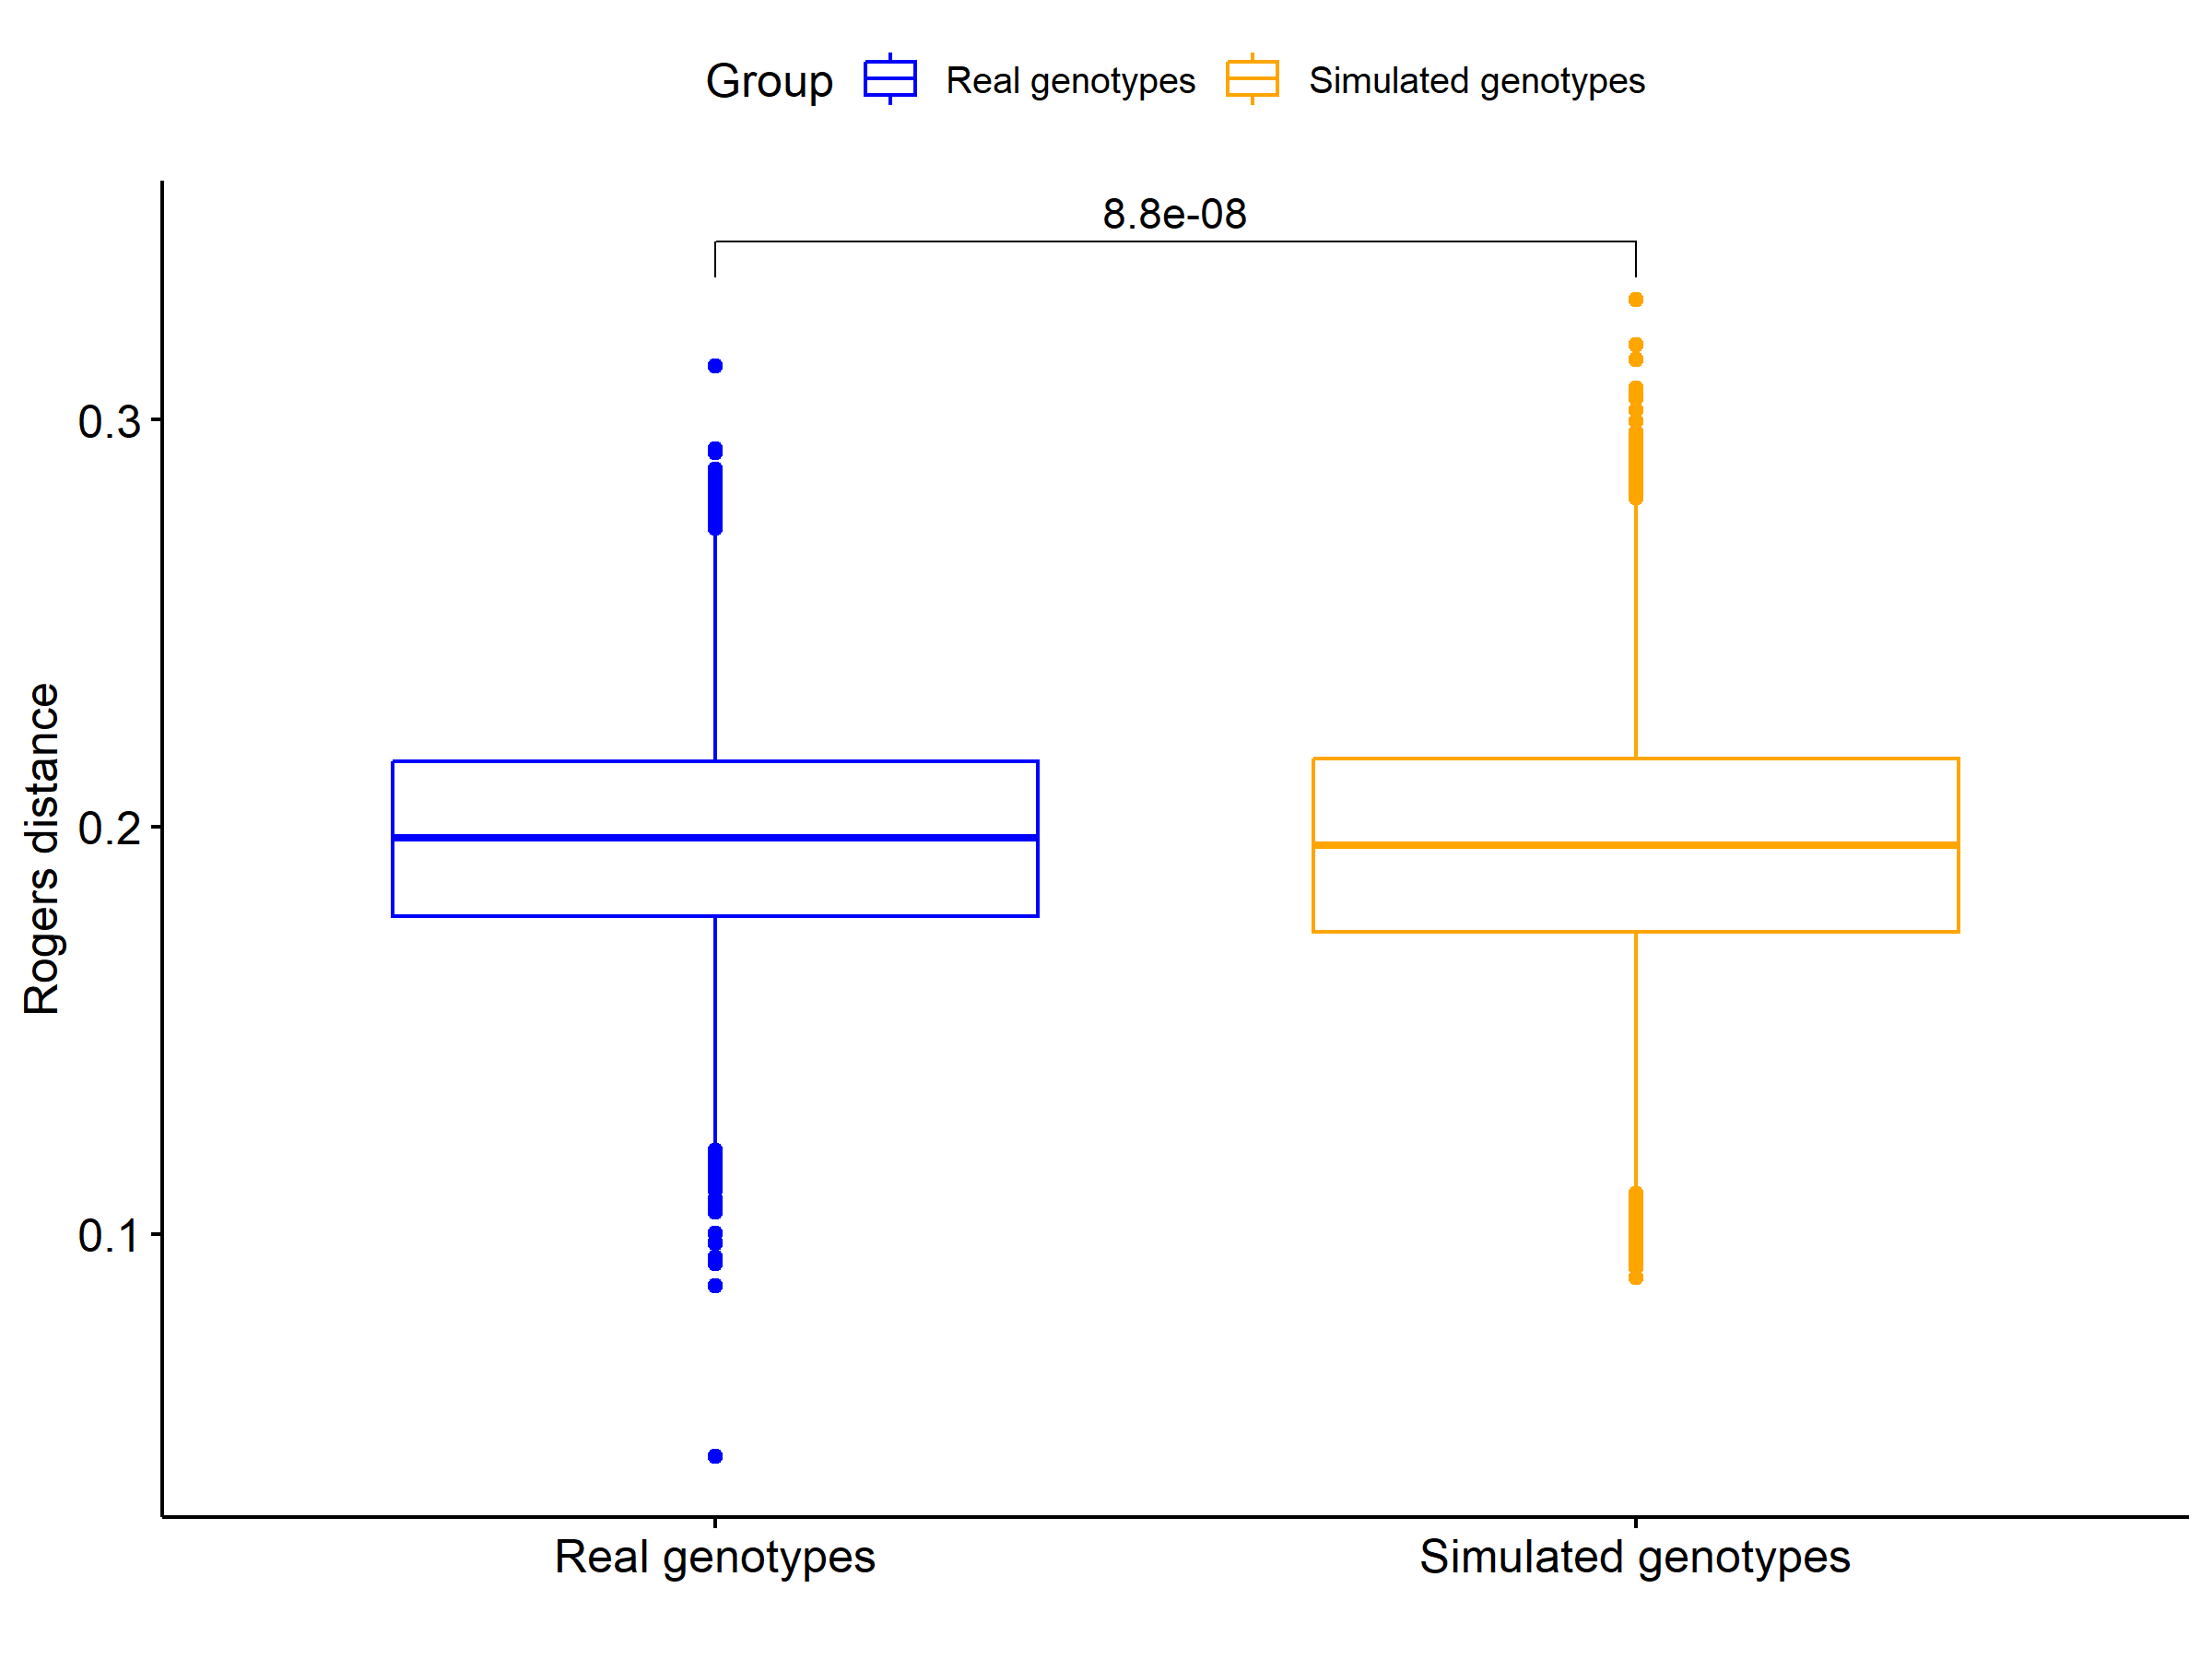 Group Real genotypes Simulated genotypes
8.8e-08
0.3
0.2
0.1
Rogers distance
Real genotypes Simulated genotypes